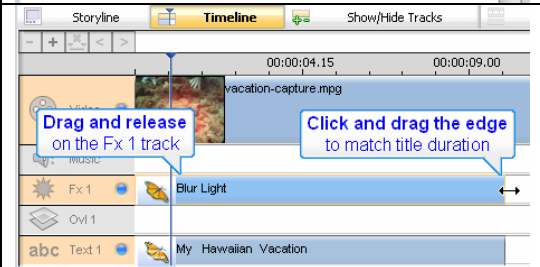 Storyline Timeline Show/Hide Tracks
00:00:04.15 00:00:09.00
vacation-capture.mpg
Drag and release
on the Fx 1 track
Click and drag the edge
to match title duration
Music
Fx 1 Blur Light
Ovl 1
abc Text 1 My Hawaiian Vacation